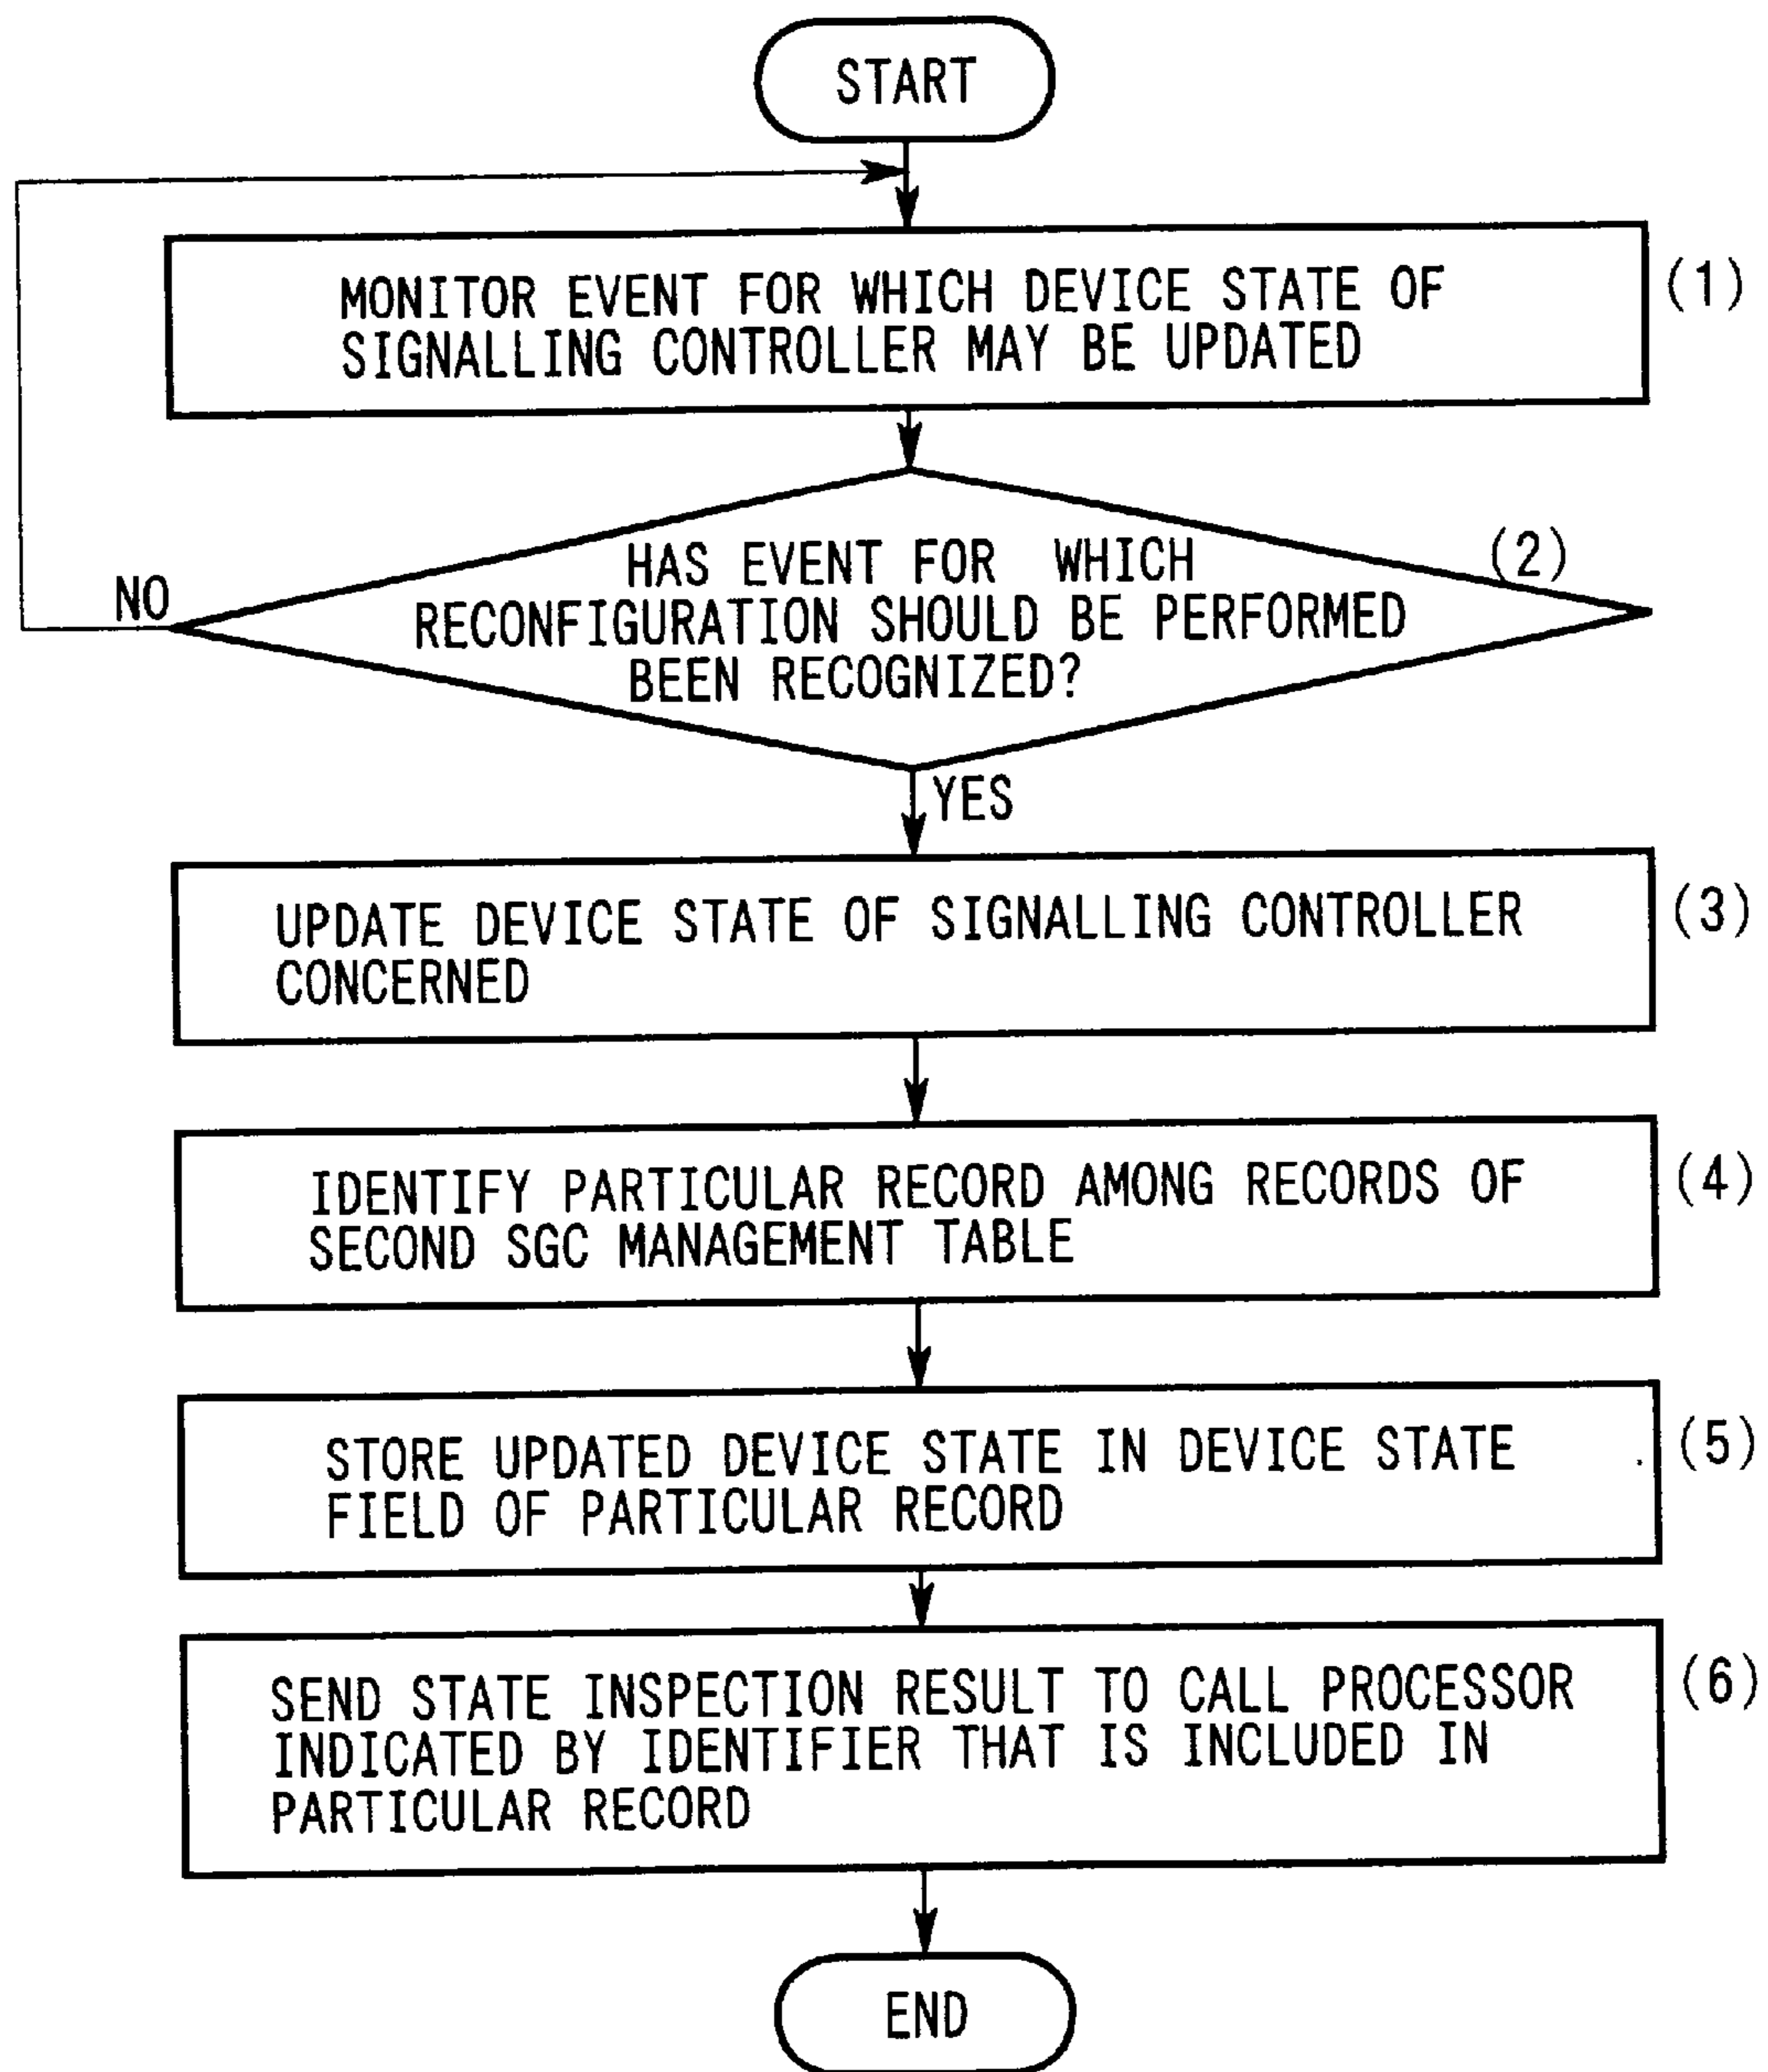 START
MONITOR EVENT FOR WHICH DEVICE STATE OF
SIGNALLING CONTROLLER MAY BE UPDATED
(1)
HAS EVENT FOR WHICH
RECONFIGURATION SHOULD BE PERFORMED
BEEN RECOGNIZED?
(2)
NO
YES
UPDATE DEVICE STATE OF SIGNALLING CONTROLLER
CONCERNED
(3)
IDENTIFY PARTICULAR RECORD AMONG RECORDS OF
SECOND SGC MANAGEMENT TABLE
(4)
STORE UPDATED DEVICE STATE IN DEVICE STATE
FIELD OF PARTICULAR RECORD
(5)
SEND STATE INSPECTION RESULT TO CALL PROCESSOR
INDICATED BY IDENTIFIER THAT IS INCLUDED IN
PARTICULAR RECORD
(6)
END